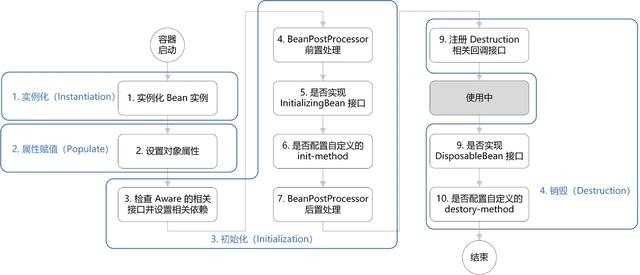 容器
启动
1. 实例化（Instantiation）
1. 实例化 Bean 实例
2. 属性赋值（Populate）
2. 设置对象属性
3. 检查 Aware 的相关
接口并设置相关依赖
3. 初始化（Initialization）
4. BeanPostProcessor
前置处理
5. 是否实现
InitializingBean 接口
6. 是否配置自定义的
init-method
7. BeanPostProcessor
后置处理
9. 注册 Destruction
相关回调接口
使用中
9. 是否实现
DisposableBean 接口
4. 销毁（Destruction）
10. 是否配置自定义的
destory-method
结束